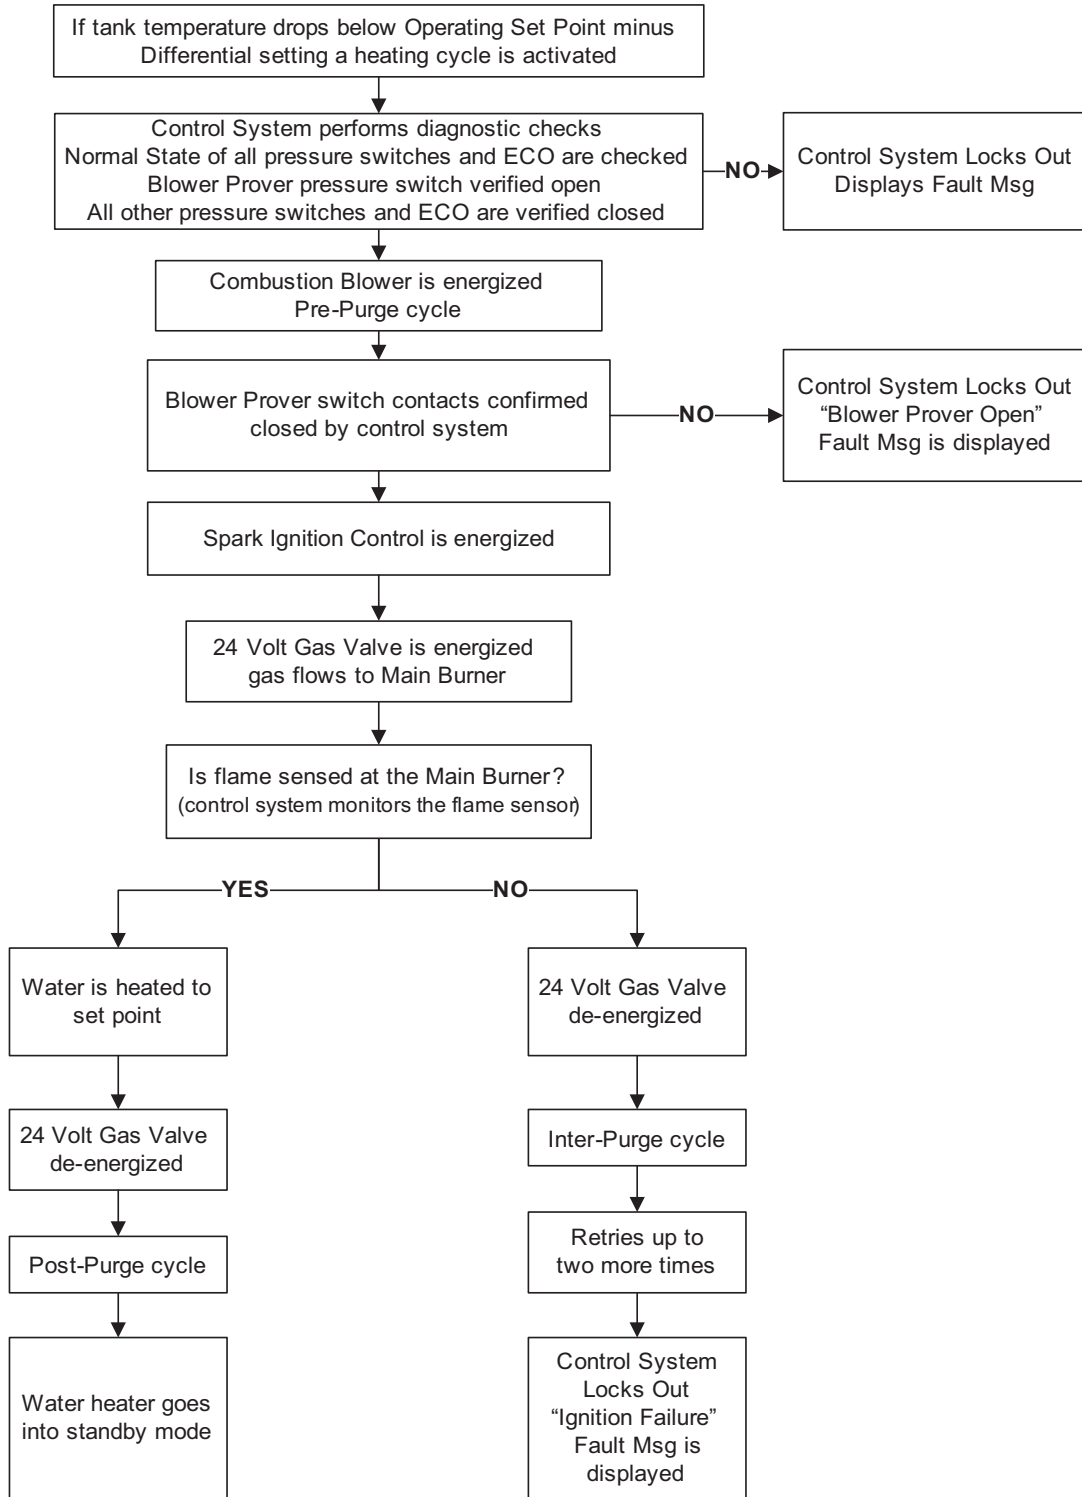 If tank temperature drops below Operating Set Point minus
Differential setting a heating cycle is activated
Control System performs diagnostic checks
Normal State of all pressure switches and ECO are checked
Blower Prover pressure switch verified open
All other pressure switches and ECO are verified closed
NO
Control System Locks Out
Displays Fault Msg
Combustion Blower is energized
Pre-Purge cycle
Blower Prover switch contacts confirmed
closed by control system
NO
Control System Locks Out
“Blower Prover Open”
Fault Msg is displayed
Spark Ignition Control is energized
24 Volt Gas Valve is energized
gas flows to Main Burner
Is flame sensed at the Main Burner?
(control system monitors the flame sensor)
YES
NO
Water is heated to
set point
24 Volt Gas Valve
de-energized
Post-Purge cycle
Water heater goes
into standby mode
24 Volt Gas Valve
de-energized
Inter-Purge cycle
Retries up to
two more times
Control System
Locks Out
“Ignition Failure”
Fault Msg is
displayed